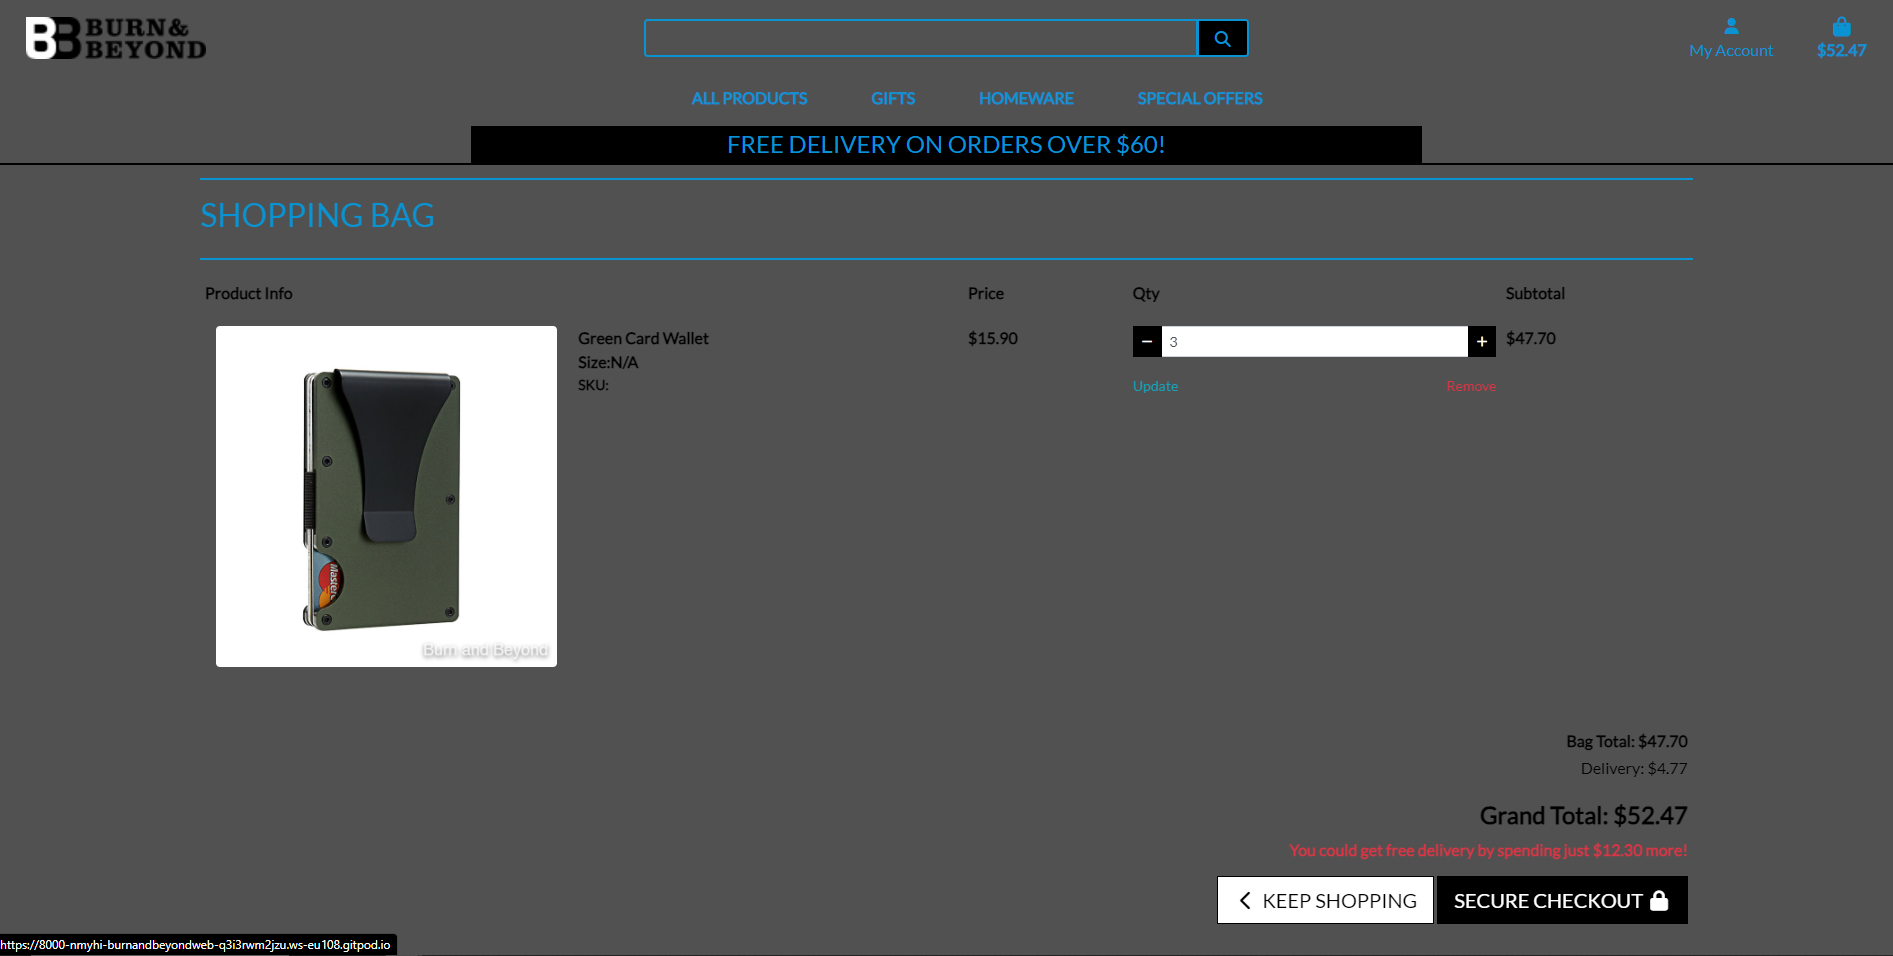 BB BURN& BEYOND
My Account
$52.47
ALL PRODUCTS GIFTS HOMEWARE SPECIAL OFFERS
FREE DELIVERY ON ORDERS OVER $60!
SHOPPING BAG
Product Info Price Qty Subtotal
Green Card Wallet $15.90 − 3 + $47.70
Size:N/A
SKU:
Update Remove
Master
Burn and Beyond
Bag Total: $47.70
Delivery: $4.77
Grand Total: $52.47
You could get free delivery by spending just $12.30 more!
KEEP SHOPPING SECURE CHECKOUT
https://8000-nmyhi-burnandbeyondweb-q3i3rwm2jzu.ws-eu108.gitpod.io